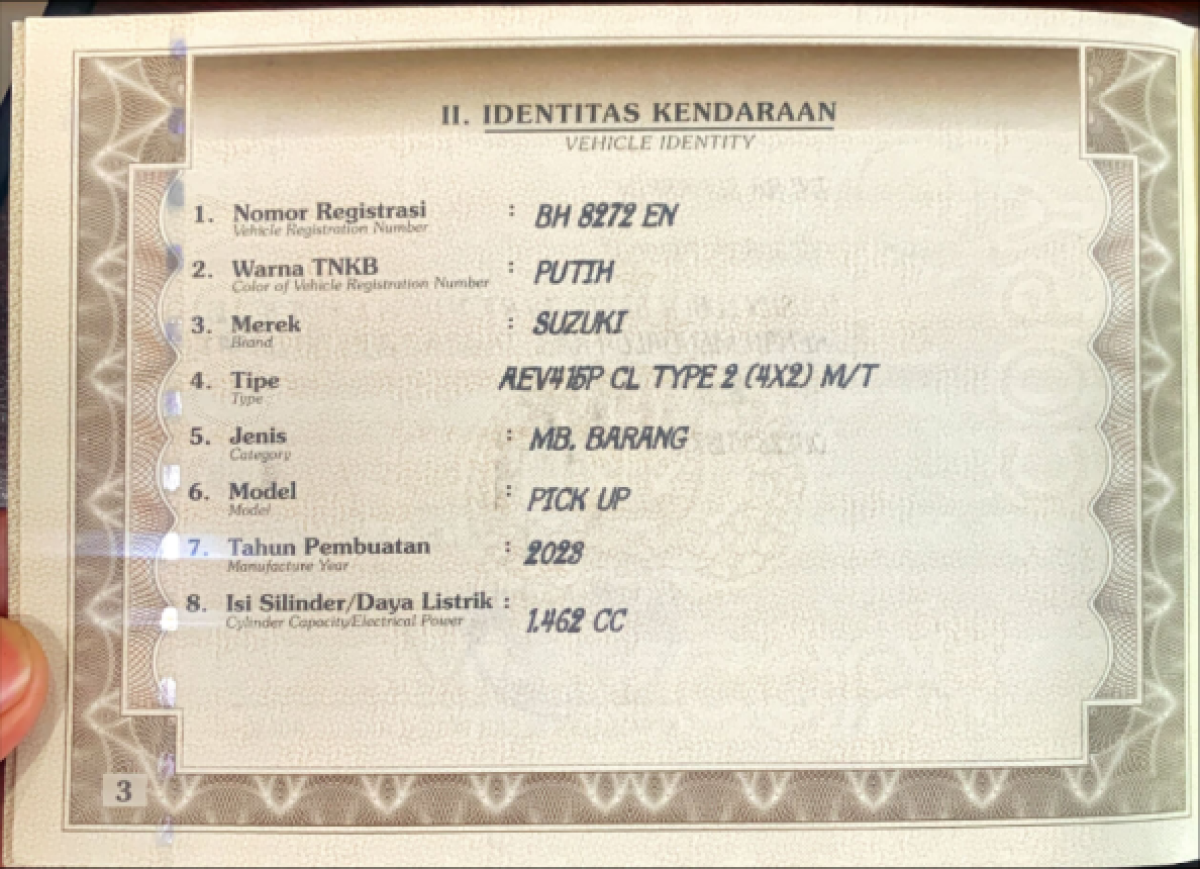 II. IDENTITAS KENDARAAN
VEHICLE IDENTITY
1. Nomor Registrasi : BH 8272 EN
Vehicle Registration Number
2. Warna TNKB : PUTIH
Color of Vehicle Registration Number
3. Merek : SUZUKI
Brand
4. Tipe AEV415P CL TYPE 2 (4X2) M/T
Type
5. Jenis : MB. BARANG
Category
6. Model : PICK UP
Model
7. Tahun Pembuatan : 2023
Manufacture Year
8. Isi Silinder/Daya Listrik : 1.462 CC
Cylinder Capacity/Electrical Power
3